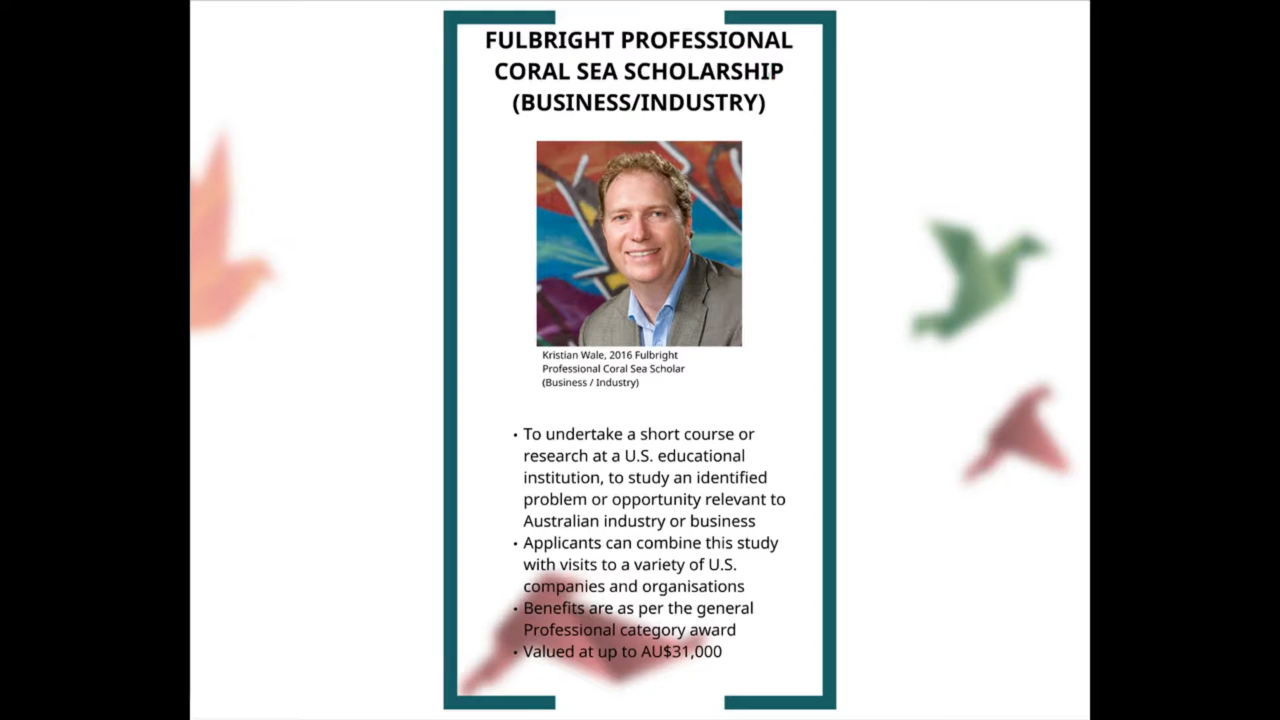 FULBRIGHT PROFESSIONAL
CORAL SEA SCHOLARSHIP
(BUSINESS/INDUSTRY)
Kristian Wale, 2016 Fulbright
Professional Coral Sea Scholar
(Business / Industry)
• To undertake a short course or
research at a U.S. educational
institution, to study an identified
problem or opportunity relevant to
Australian industry or business
• Applicants can combine this study
with visits to a variety of U.S.
companies and organisations
• Benefits are as per the general
Professional category award
• Valued at up to AU$31,000